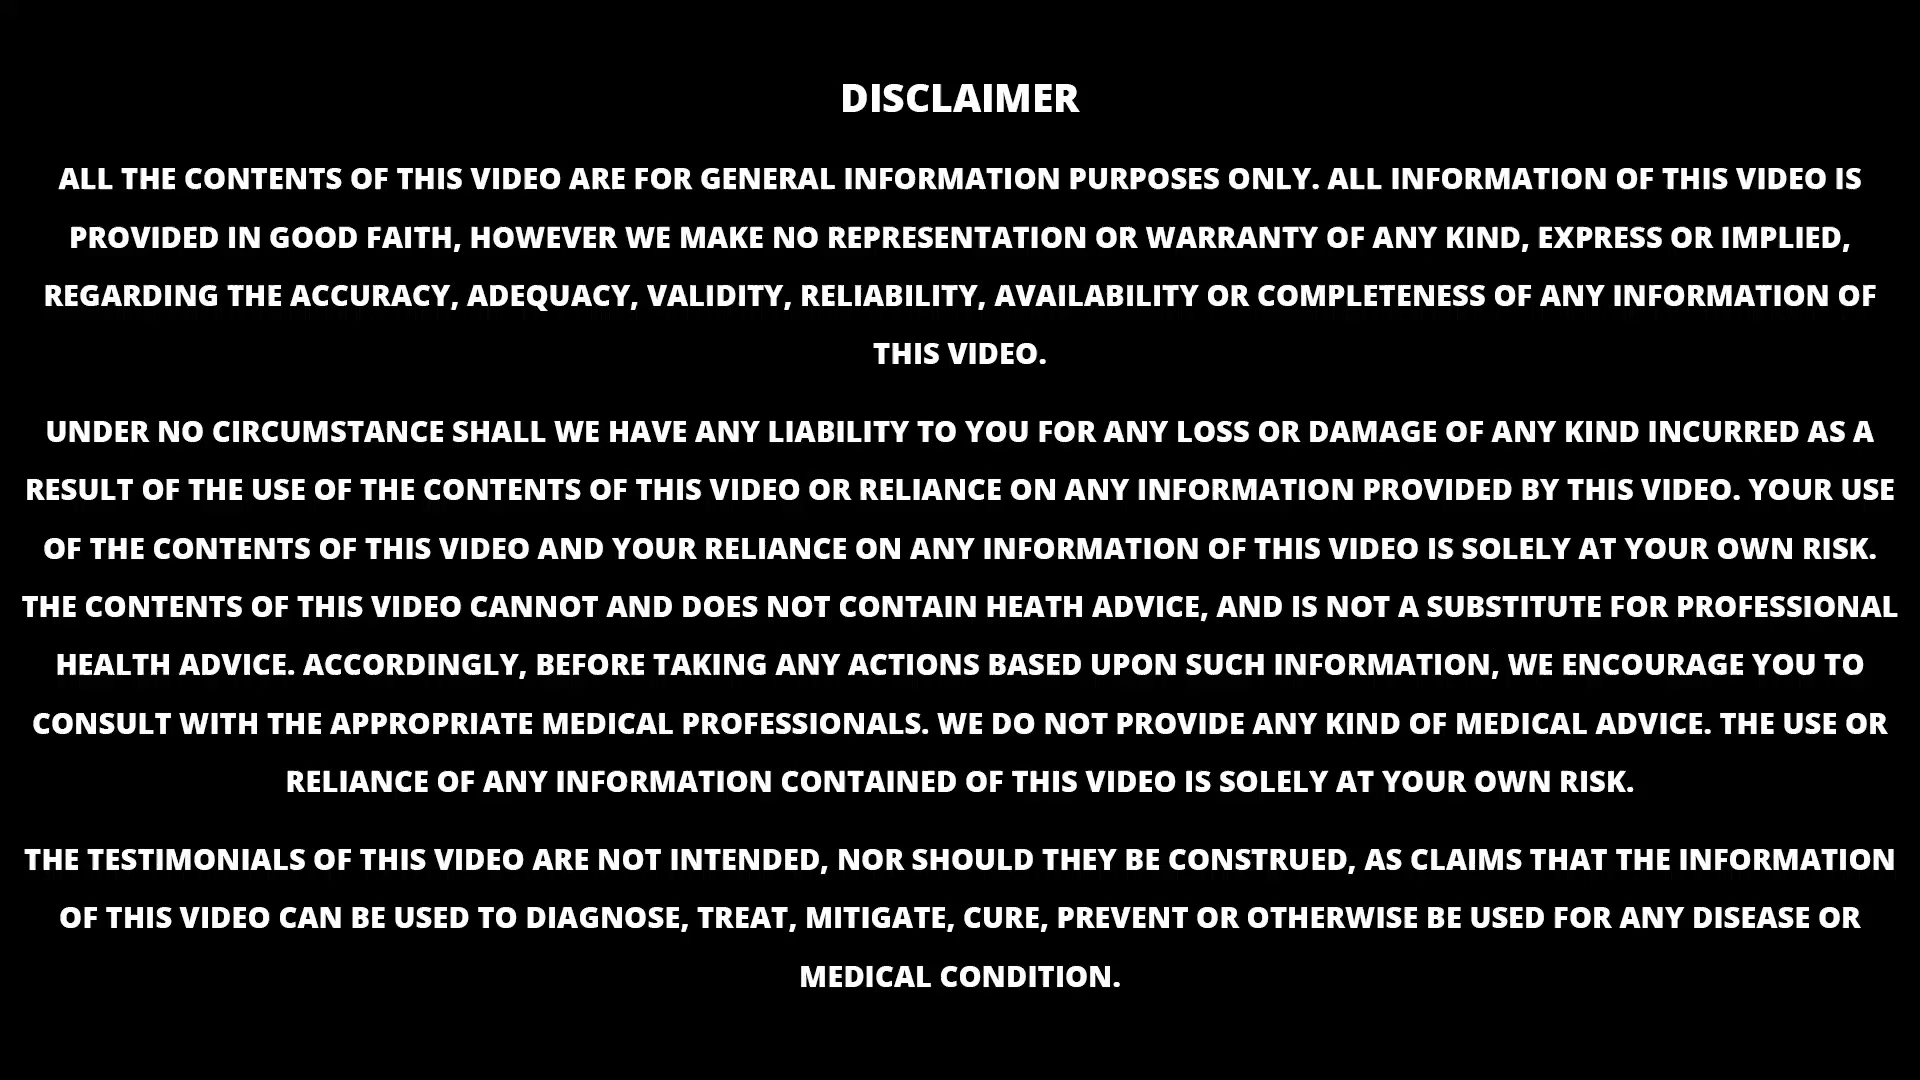 DISCLAIMER
ALL THE CONTENTS OF THIS VIDEO ARE FOR GENERAL INFORMATION PURPOSES ONLY. ALL INFORMATION OF THIS VIDEO IS
PROVIDED IN GOOD FAITH, HOWEVER WE MAKE NO REPRESENTATION OR WARRANTY OF ANY KIND, EXPRESS OR IMPLIED,
REGARDING THE ACCURACY, ADEQUACY, VALIDITY, RELIABILITY, AVAILABILITY OR COMPLETENESS OF ANY INFORMATION OF
THIS VIDEO.
UNDER NO CIRCUMSTANCE SHALL WE HAVE ANY LIABILITY TO YOU FOR ANY LOSS OR DAMAGE OF ANY KIND INCURRED AS A
RESULT OF THE USE OF THE CONTENTS OF THIS VIDEO OR RELIANCE ON ANY INFORMATION PROVIDED BY THIS VIDEO. YOUR USE
OF THE CONTENTS OF THIS VIDEO AND YOUR RELIANCE ON ANY INFORMATION OF THIS VIDEO IS SOLELY AT YOUR OWN RISK.
THE CONTENTS OF THIS VIDEO CANNOT AND DOES NOT CONTAIN HEATH ADVICE, AND IS NOT A SUBSTITUTE FOR PROFESSIONAL
HEALTH ADVICE. ACCORDINGLY, BEFORE TAKING ANY ACTIONS BASED UPON SUCH INFORMATION, WE ENCOURAGE YOU TO
CONSULT WITH THE APPROPRIATE MEDICAL PROFESSIONALS. WE DO NOT PROVIDE ANY KIND OF MEDICAL ADVICE. THE USE OR
RELIANCE OF ANY INFORMATION CONTAINED OF THIS VIDEO IS SOLELY AT YOUR OWN RISK.
THE TESTIMONIALS OF THIS VIDEO ARE NOT INTENDED, NOR SHOULD THEY BE CONSTRUED, AS CLAIMS THAT THE INFORMATION
OF THIS VIDEO CAN BE USED TO DIAGNOSE, TREAT, MITIGATE, CURE, PREVENT OR OTHERWISE BE USED FOR ANY DISEASE OR
MEDICAL CONDITION.